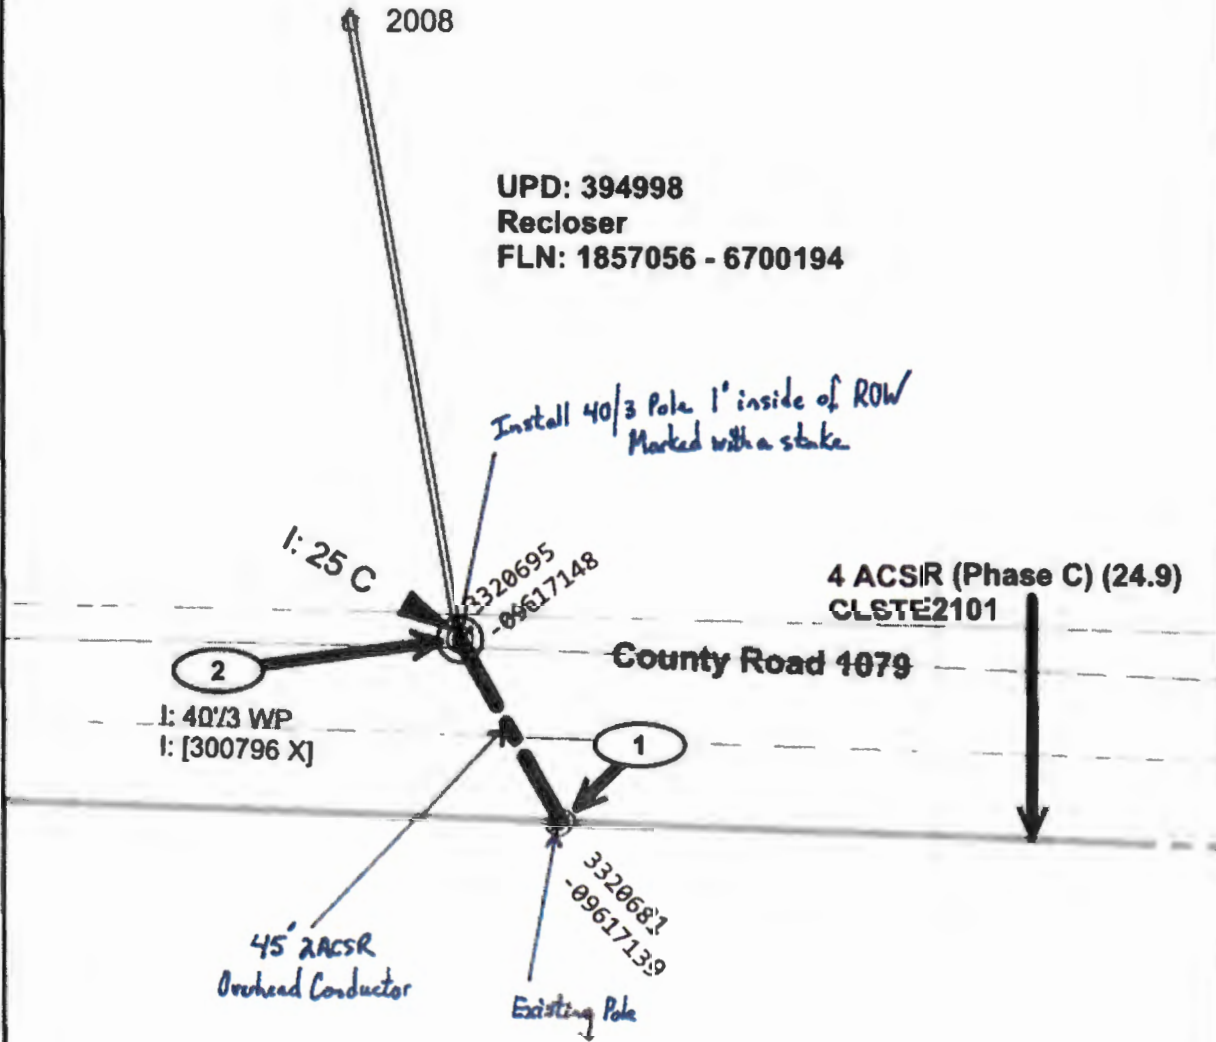 2008
UPD: 394998
Recloser
FLN: 1857056 - 6700194
Install 40/3 Pole 1' inside of ROW
Marked with a stake
I: 25 C
3320695
-09617148
4 ACSR (Phase C) (24.9)
CLSTE2101
County Road 1079
2
I: 40'/3 WP
I: [300796 X]
1
3320681
-09617139
45' 2ACSR
Overhead Conductor
Existing Pole